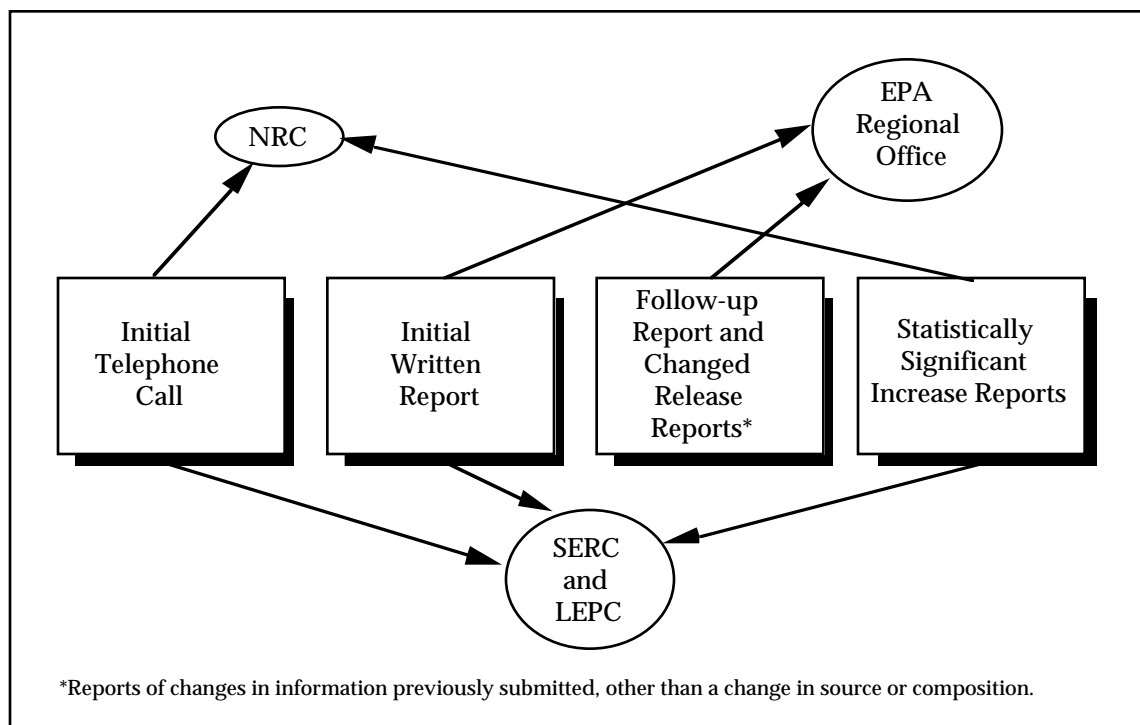 NRC
EPA
Regional
Office
Initial
Telephone
Call
Initial
Written
Report
Follow-up
Report and
Changed
Release
Reports*
Statistically
Significant
Increase Reports
SERC
and
LEPC
*Reports of changes in information previously submitted, other than a change in source or composition.